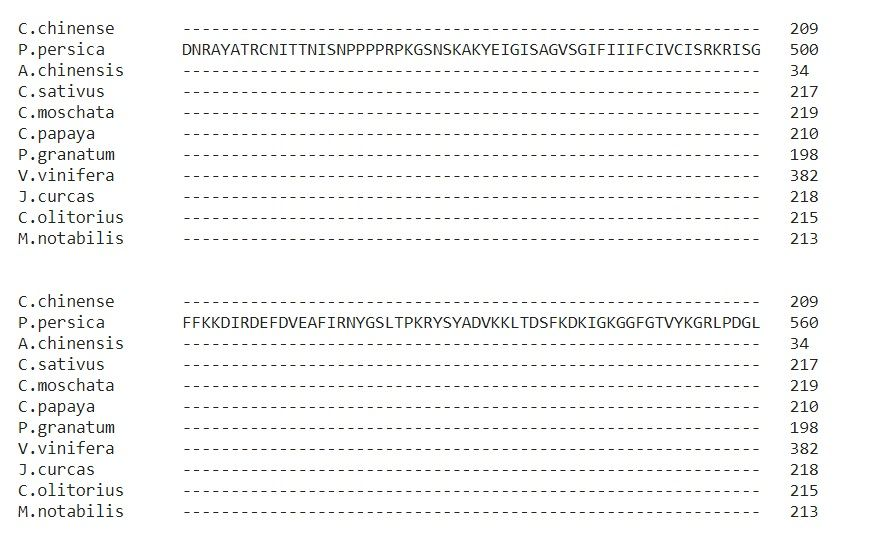 C.chinense ------------------------------------------------------------ 209
P.persica DNRAYATRCNITTNISNPPPPRPKGSNSKAKYEIGISAGVSGIFIIIFCIVCISRKRISG 500
A.chinensis ------------------------------------------------------------ 34
C.sativus ------------------------------------------------------------ 217
C.moschata ------------------------------------------------------------ 219
C.papaya ------------------------------------------------------------ 210
P.granatum ------------------------------------------------------------ 198
V.vinifera ------------------------------------------------------------ 382
J.curcas ------------------------------------------------------------ 218
C.olitorius ------------------------------------------------------------ 215
M.notabilis ------------------------------------------------------------ 213
C.chinense ------------------------------------------------------------ 209
P.persica FFKKDIRDEFDVEAFIRNYGSLTPKRYSYADVKKLTDSFKDKIGKGGFGTVYKGRLPDGL 560
A.chinensis ------------------------------------------------------------ 34
C.sativus ------------------------------------------------------------ 217
C.moschata ------------------------------------------------------------ 219
C.papaya ------------------------------------------------------------ 210
P.granatum ------------------------------------------------------------ 198
V.vinifera ------------------------------------------------------------ 382
J.curcas ------------------------------------------------------------ 218
C.olitorius ------------------------------------------------------------ 215
M.notabilis ------------------------------------------------------------ 213